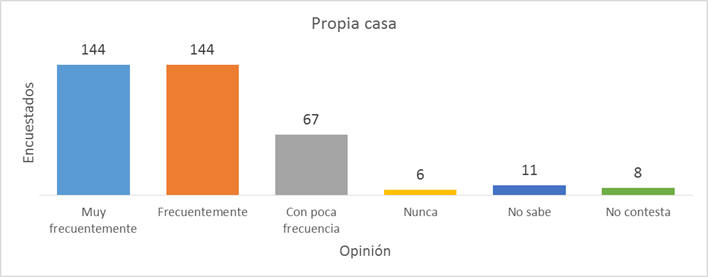 Propia casa
144
144
67
6
11
8
Encuestados
Muy
frecuentemente
Frecuentemente
Con poca
frecuencia
Nunca
No sabe
No contesta
Opinión